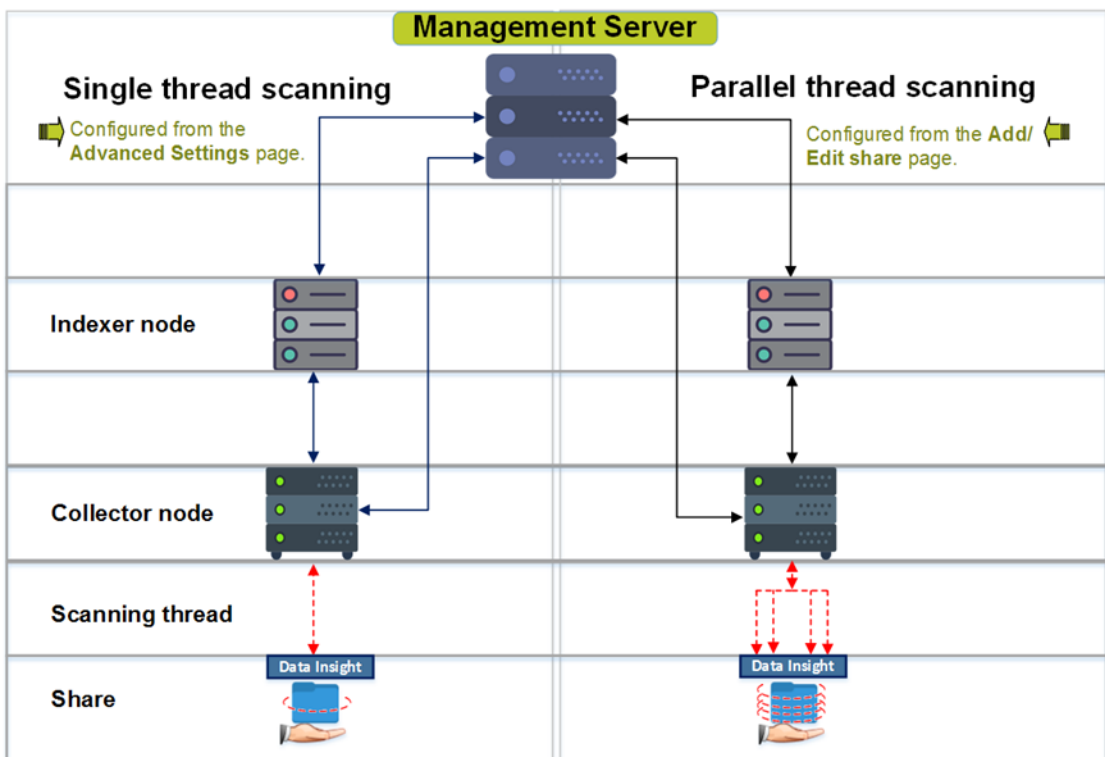 Management Server
Single thread scanning
Configured from the
Advanced Settings page.
Parallel thread scanning
Configured from the Add/
Edit share page.
Indexer node
Collector node
Scanning thread
Data Insight
Data Insight
Share